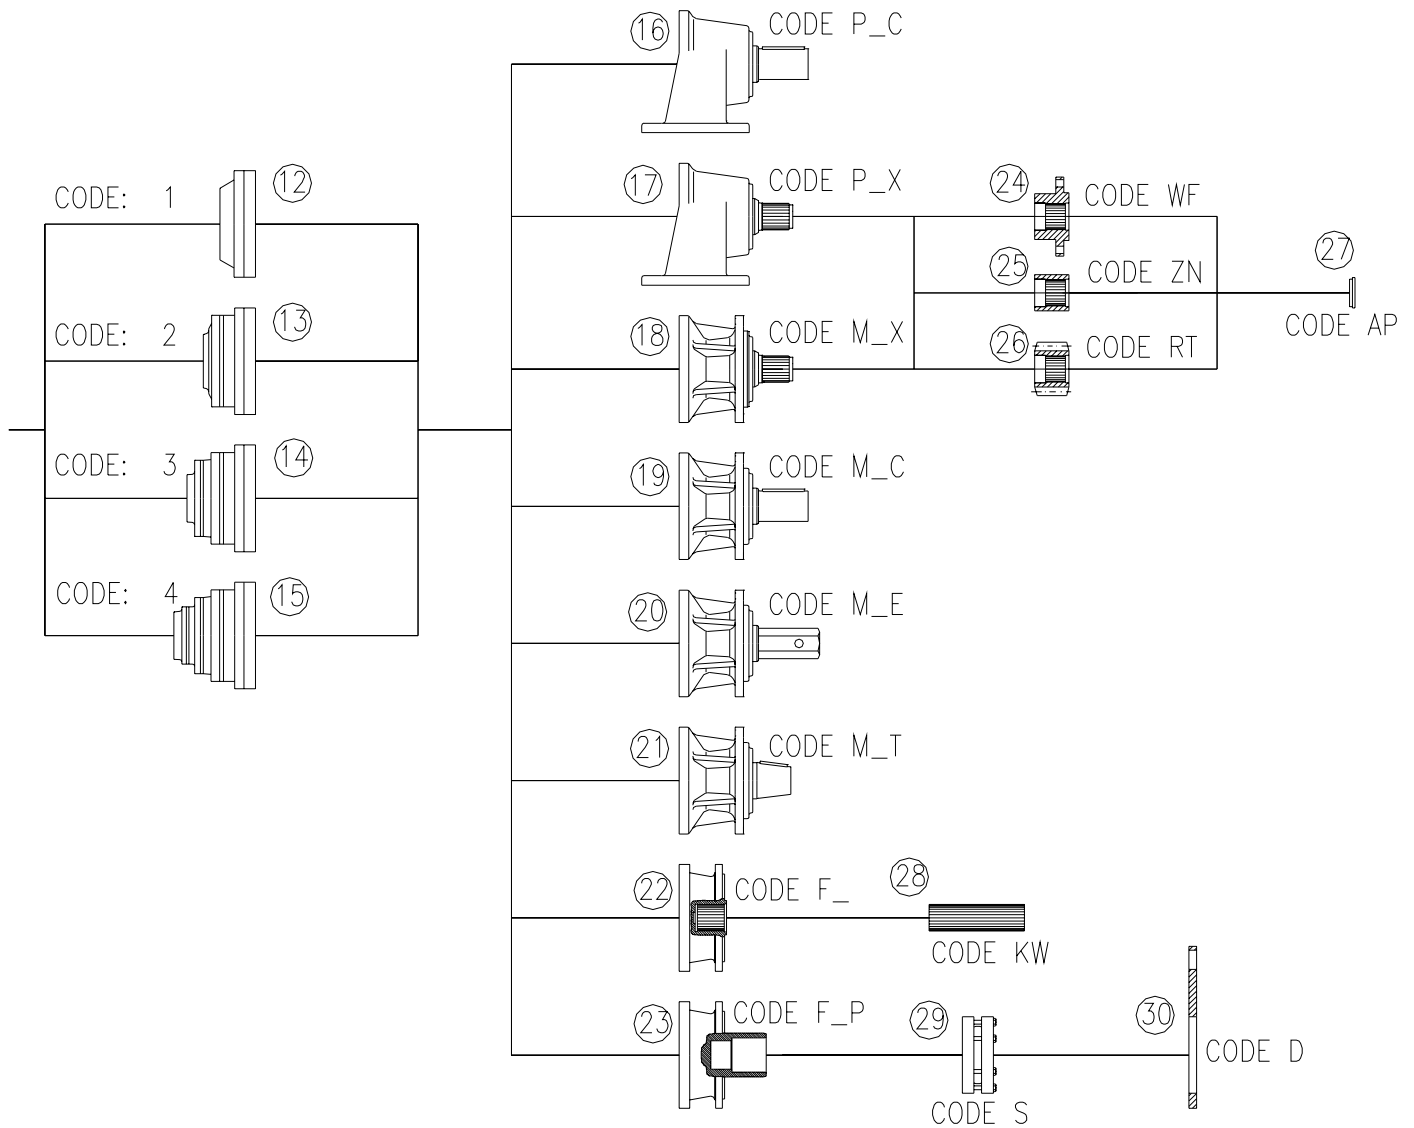 16 CODE P_C
CODE: 1 12
17 CODE P_X
24 CODE WF
25 CODE ZN
27
CODE AP
CODE: 2 13
18 CODE M_X
26 CODE RT
CODE: 3 14
19 CODE M_C
CODE: 4 15
20 CODE M_E
21 CODE M_T
22 CODE F_
28
CODE KW
23 CODE F_P
29
CODE S
30
CODE D